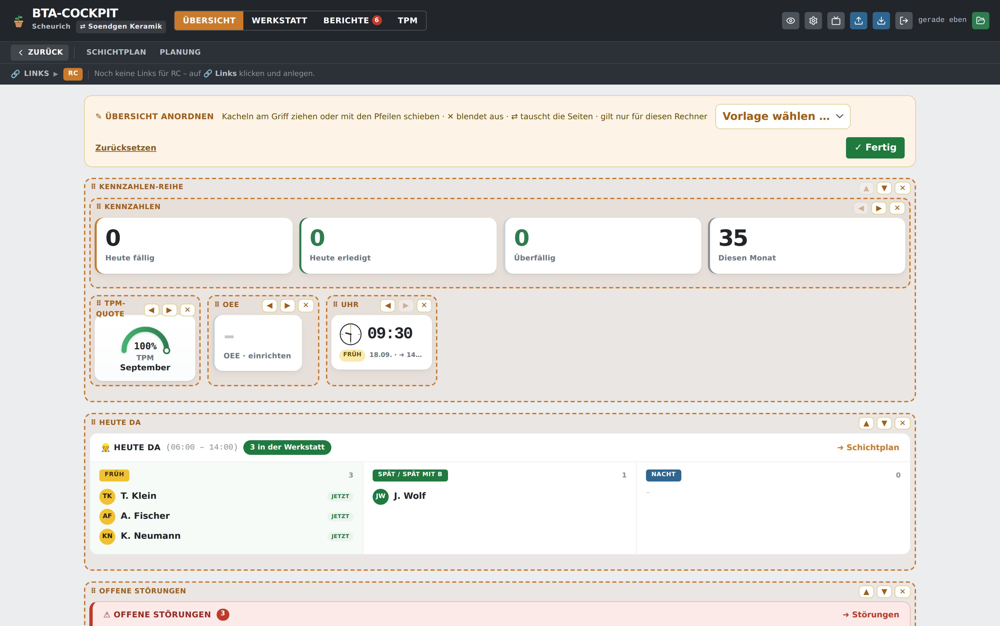 BTA-COCKPIT
Scheurich ⇄ Soendgen Keramik
ÜBERSICHT WERKSTATT BERICHTE 6 TPM
gerade eben
ZURÜCK SCHICHTPLAN PLANUNG
LINKS ▶ RC Noch keine Links für RC – auf 🔗 Links klicken und anlegen.
✎ ÜBERSICHT ANORDNEN Kacheln am Griff ziehen oder mit den Pfeilen schieben · ✕ blendet aus · ⇄ tauscht die Seiten · gilt nur für diesen Rechner Vorlage wählen ...
Zurücksetzen ✓ Fertig
⠿ KENNZAHLEN-REIHE ▲ ▼ ✕
⠿ KENNZAHLEN ◀ ▶ ✕
0 0 0 35
Heute fällig Heute erledigt Überfällig Diesen Monat
⠿ TPM-QUOTE ◀ ▶ ✕
100%
TPM
September
⠿ OEE ◀ ▶ ✕
–
OEE · einrichten
⠿ UHR ◀ ▶ ✕
09:30
FRÜH 18.09. · ➜ 14…
⠿ HEUTE DA ▲ ▼ ✕
HEUTE DA (06:00 – 14:00) 3 in der Werkstatt ➜ Schichtplan
FRÜH 3
TK T. Klein JETZT
AF A. Fischer JETZT
KN K. Neumann JETZT
SPÄT / SPÄT MIT B 1
JW J. Wolf
NACHT 0
–
⠿ OFFENE STÖRUNGEN ▲ ▼ ✕
⚠ OFFENE STÖRUNGEN 3 ➜ Störungen